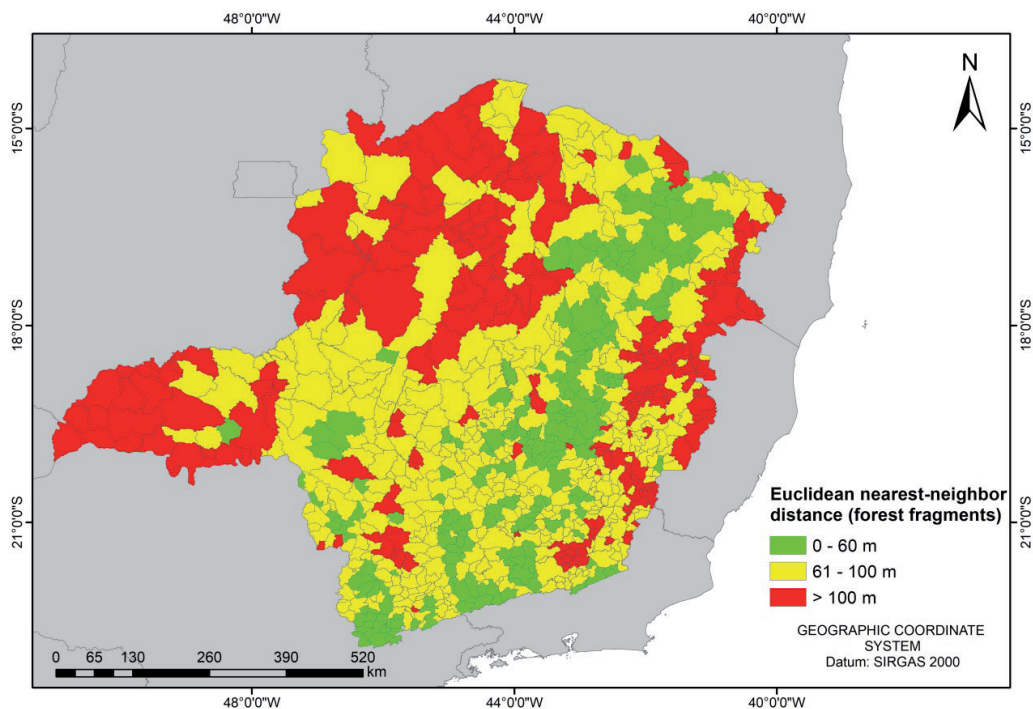 48°0'0"W 44°0'0"W 40°0'0"W
N
15°0'0"S 15°0'0"S
18°0'0"S 18°0'0"S
21°0'0"S 21°0'0"S
Euclidean nearest-neighbor
distance (forest fragments)
0 - 60 m
61 - 100 m
> 100 m
GEOGRAPHIC COORDINATE
SYSTEM
Datum: SIRGAS 2000
0 65 130 260 390 520
km
48°0'0"W 44°0'0"W 40°0'0"W